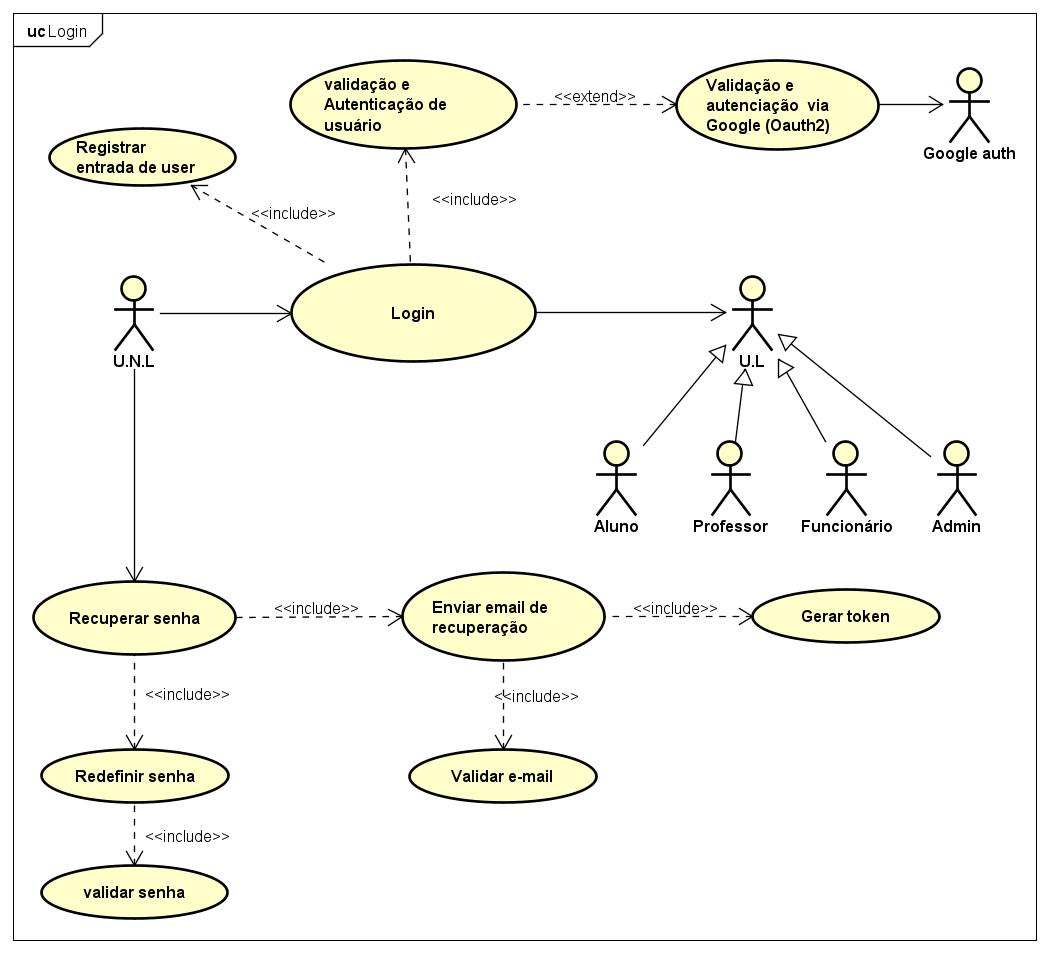 uc Login
validação e
Autenticação de
usuário
<<extend>>
Validação e
autenciação via
Google (Oauth2)
Google auth
Registrar
entrada de user
<<include>>
<<include>>
U.N.L
Login
U.L
Aluno
Professor
Funcionário
Admin
Recuperar senha
<<include>>
Enviar email de
recuperação
<<include>>
Gerar token
<<include>>
<<include>>
Redefinir senha
Validar e-mail
<<include>>
validar senha